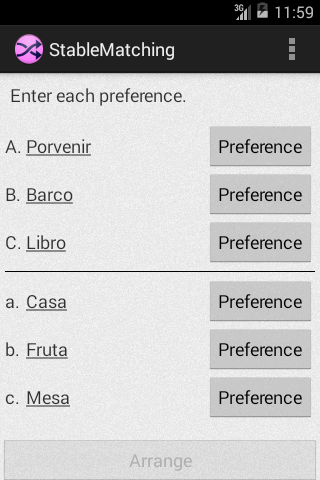 3G 11:59
StableMatching
Enter each preference.
A. Porvenir Preference
B. Barco Preference
C. Libro Preference
a. Casa Preference
b. Fruta Preference
c. Mesa Preference
Arrange